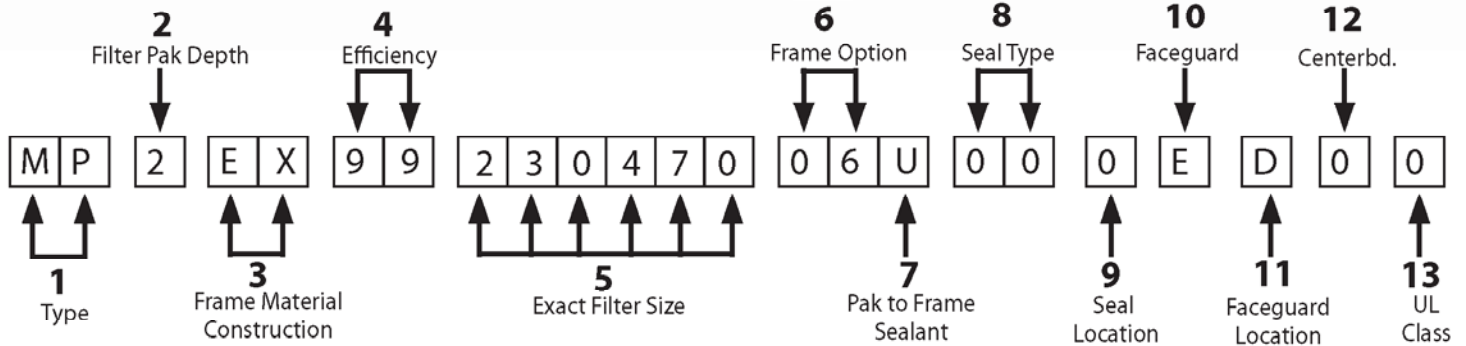 2
Filter Pak Depth
4
Efficiency
6
Frame Option
8
Seal Type
10
Faceguard
12
Centerbd.
M P 2 E X 9 9 2 3 0 4 7 0 0 6 U 0 0 0 E D 0 0
1
Type
3
Frame Material
Construction
5
Exact Filter Size
7
Pak to Frame
Sealant
9
Seal
Location
11
Faceguard
Location
13
UL
Class